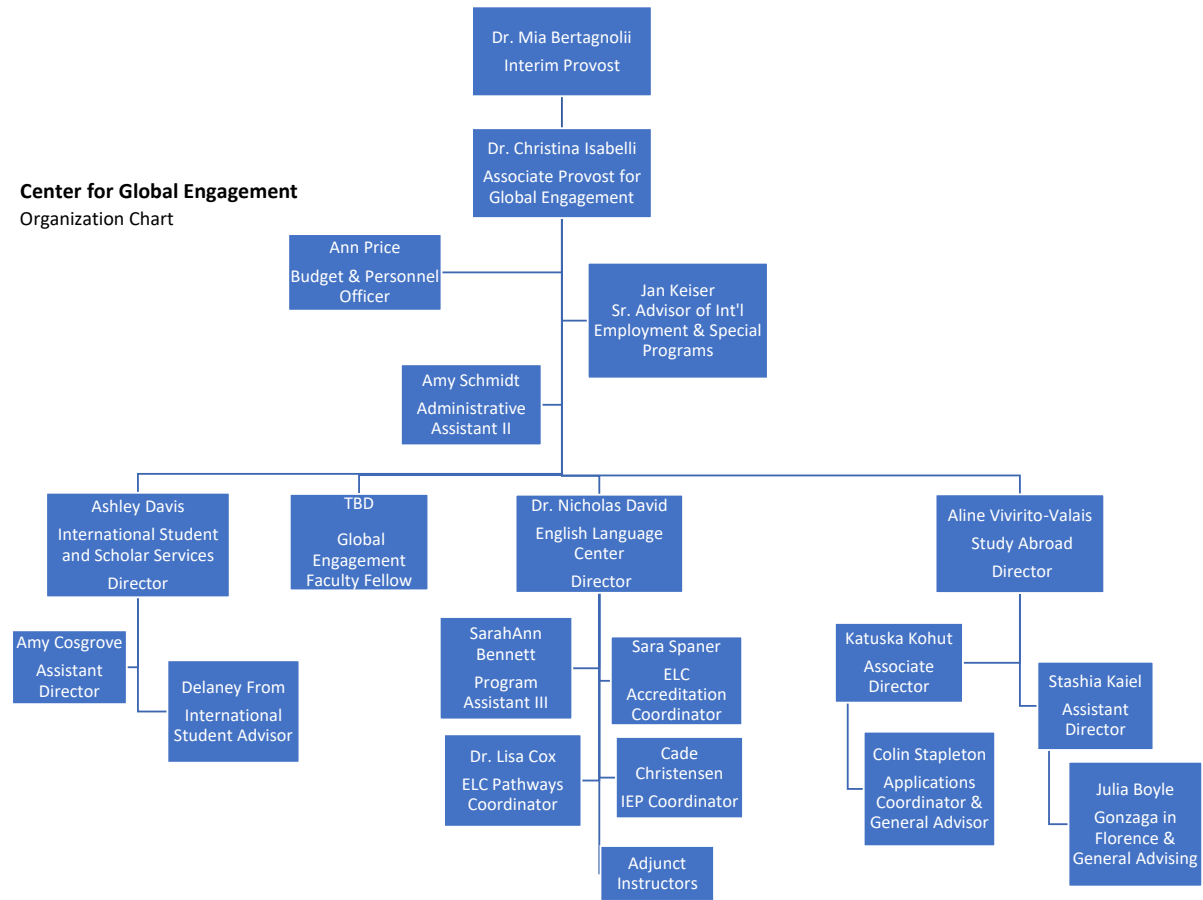 Dr. Mia Bertagnolii
Interim Provost
Dr. Christina Isabelli
Associate Provost for
Global Engagement
Center for Global Engagement
Organization Chart
Ann Price
Budget & Personnel
Officer
Jan Keiser
Sr. Advisor of Int'l
Employment & Special
Programs
Amy Schmidt
Administrative
Assistant II
Ashley Davis
International Student
and Scholar Services
Director
TBD
Global
Engagement
Faculty Fellow
Dr. Nicholas David
English Language
Center
Director
Aline Vivirito-Valais
Study Abroad
Director
Amy Cosgrove
Assistant
Director
Delaney From
International
Student Advisor
SarahAnn
Bennett
Program
Assistant III
Sara Spaner
ELC
Accreditation
Coordinator
Dr. Lisa Cox
ELC Pathways
Coordinator
Cade
Christensen
IEP Coordinator
Adjunct
Instructors
Katuska Kohut
Associate
Director
Stashia Kaiel
Assistant
Director
Colin Stapleton
Applications
Coordinator &
General Advisor
Julia Boyle
Gonzaga in
Florence &
General Advising